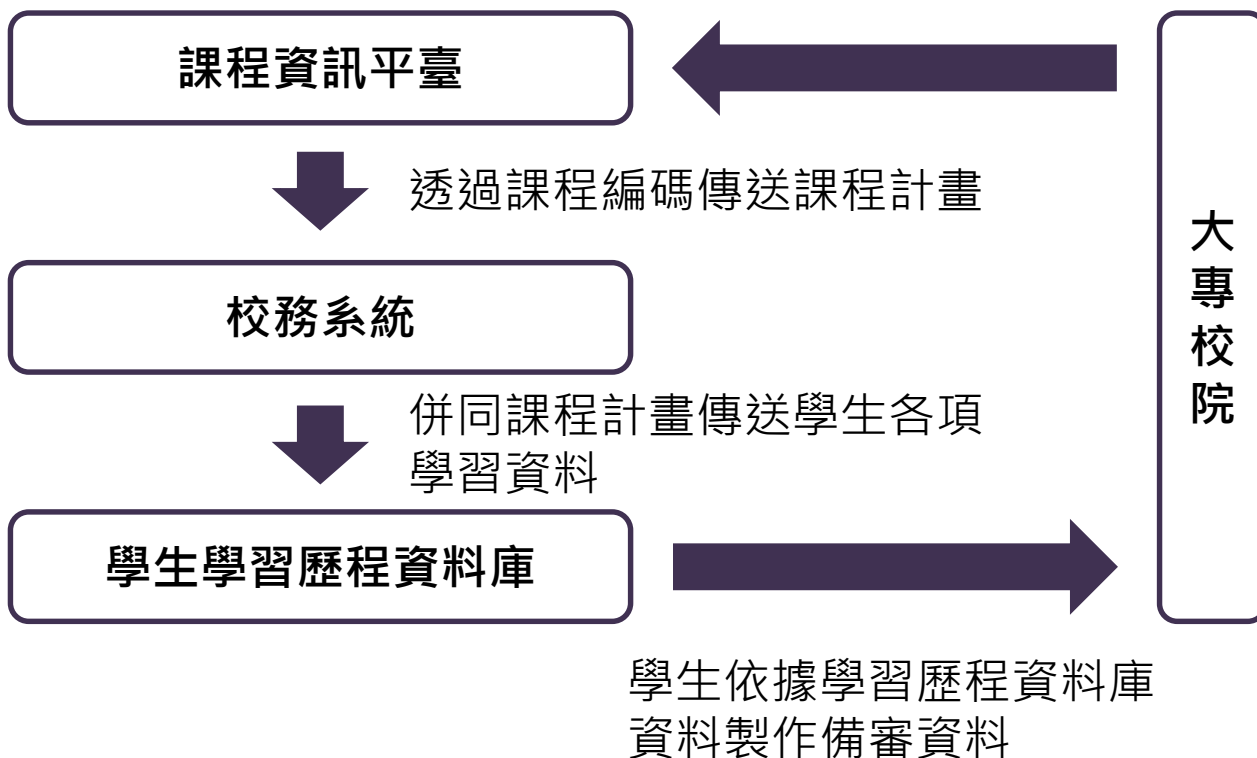 課程資訊平臺
透過課程編碼傳送課程計畫
校務系統
併同課程計畫傳送學生各項
學習資料
學生學習歷程資料庫
大專校院
學生依據學習歷程資料庫
資料製作備審資料